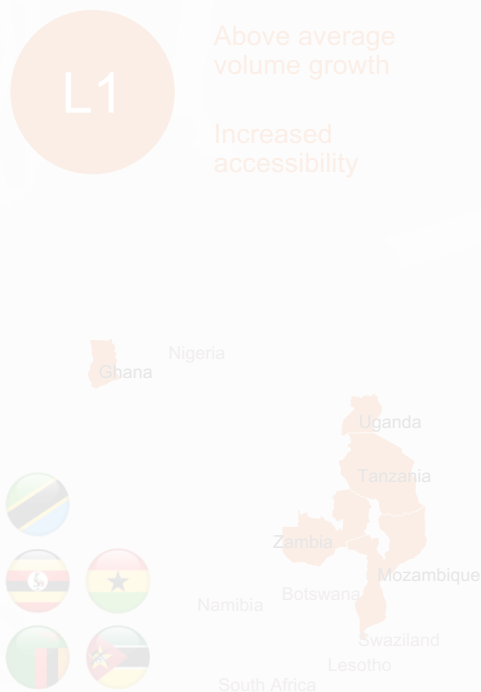 L1
Above average
volume growth
Increased
accessibility
Nigeria
Ghana
Uganda
Tanzania
Zambia
Mozambique
Botswana
Namibia
Swaziland
Lesotho
South Africa